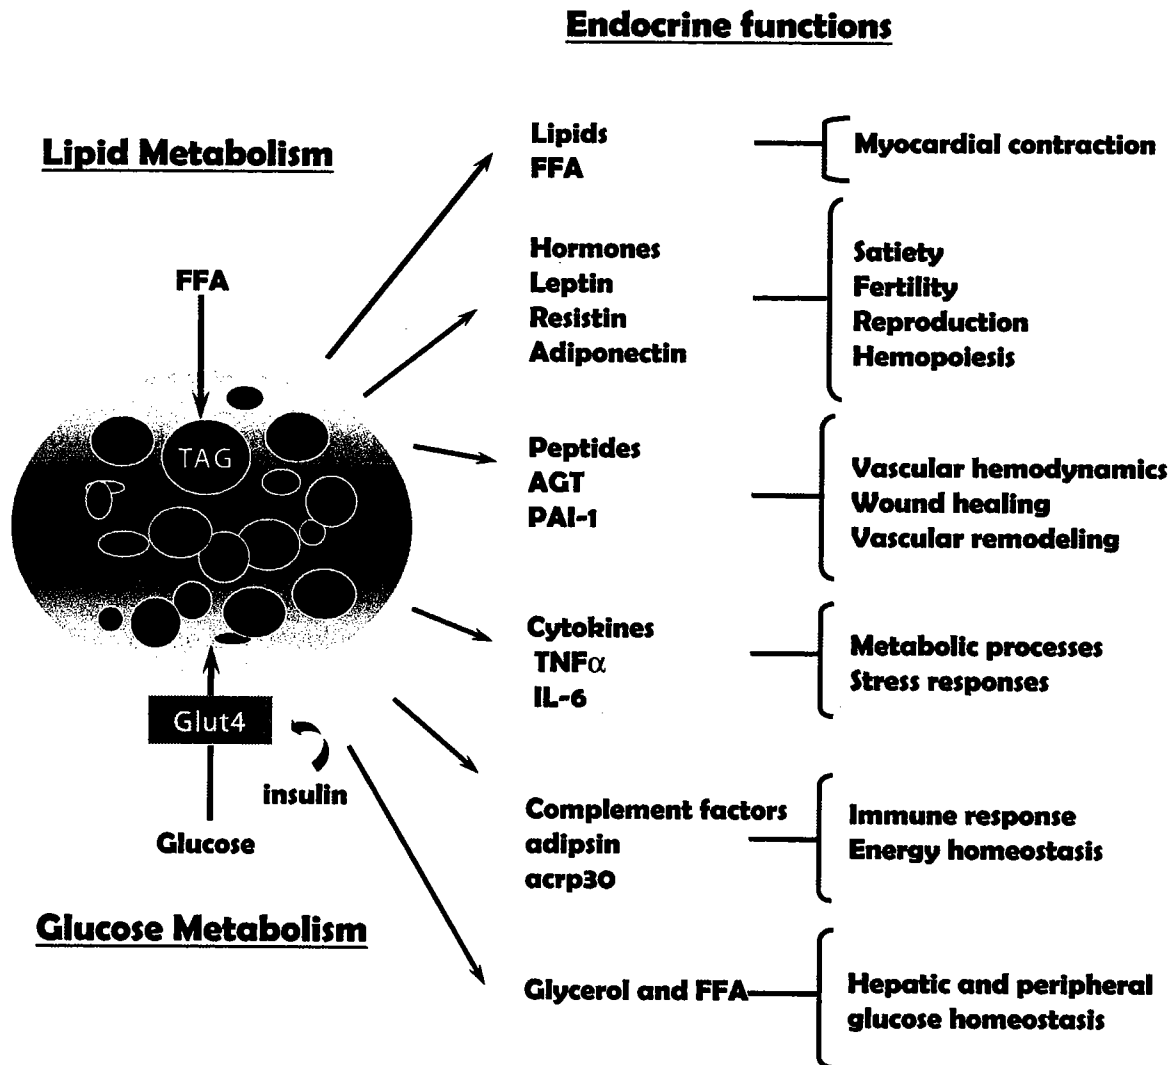 Endocrine functions
Lipid Metabolism
FFA
TAG
Glut4
insulin
Glucose
Glucose Metabolism
Lipids
FFA
Myocardial contraction
Hormones
Leptin
Resistin
Adiponectin
Satiety
Fertility
Reproduction
Hemopoiesis
Peptides
AGT
PAI-1
Vascular hemodynamics
Wound healing
Vascular remodeling
Cytokines
TNFα
IL-6
Metabolic processes
Stress responses
Complement factors
adipsin
acrp30
Immune response
Energy homeostasis
Glycerol and FFA
Hepatic and peripheral
glucose homeostasis